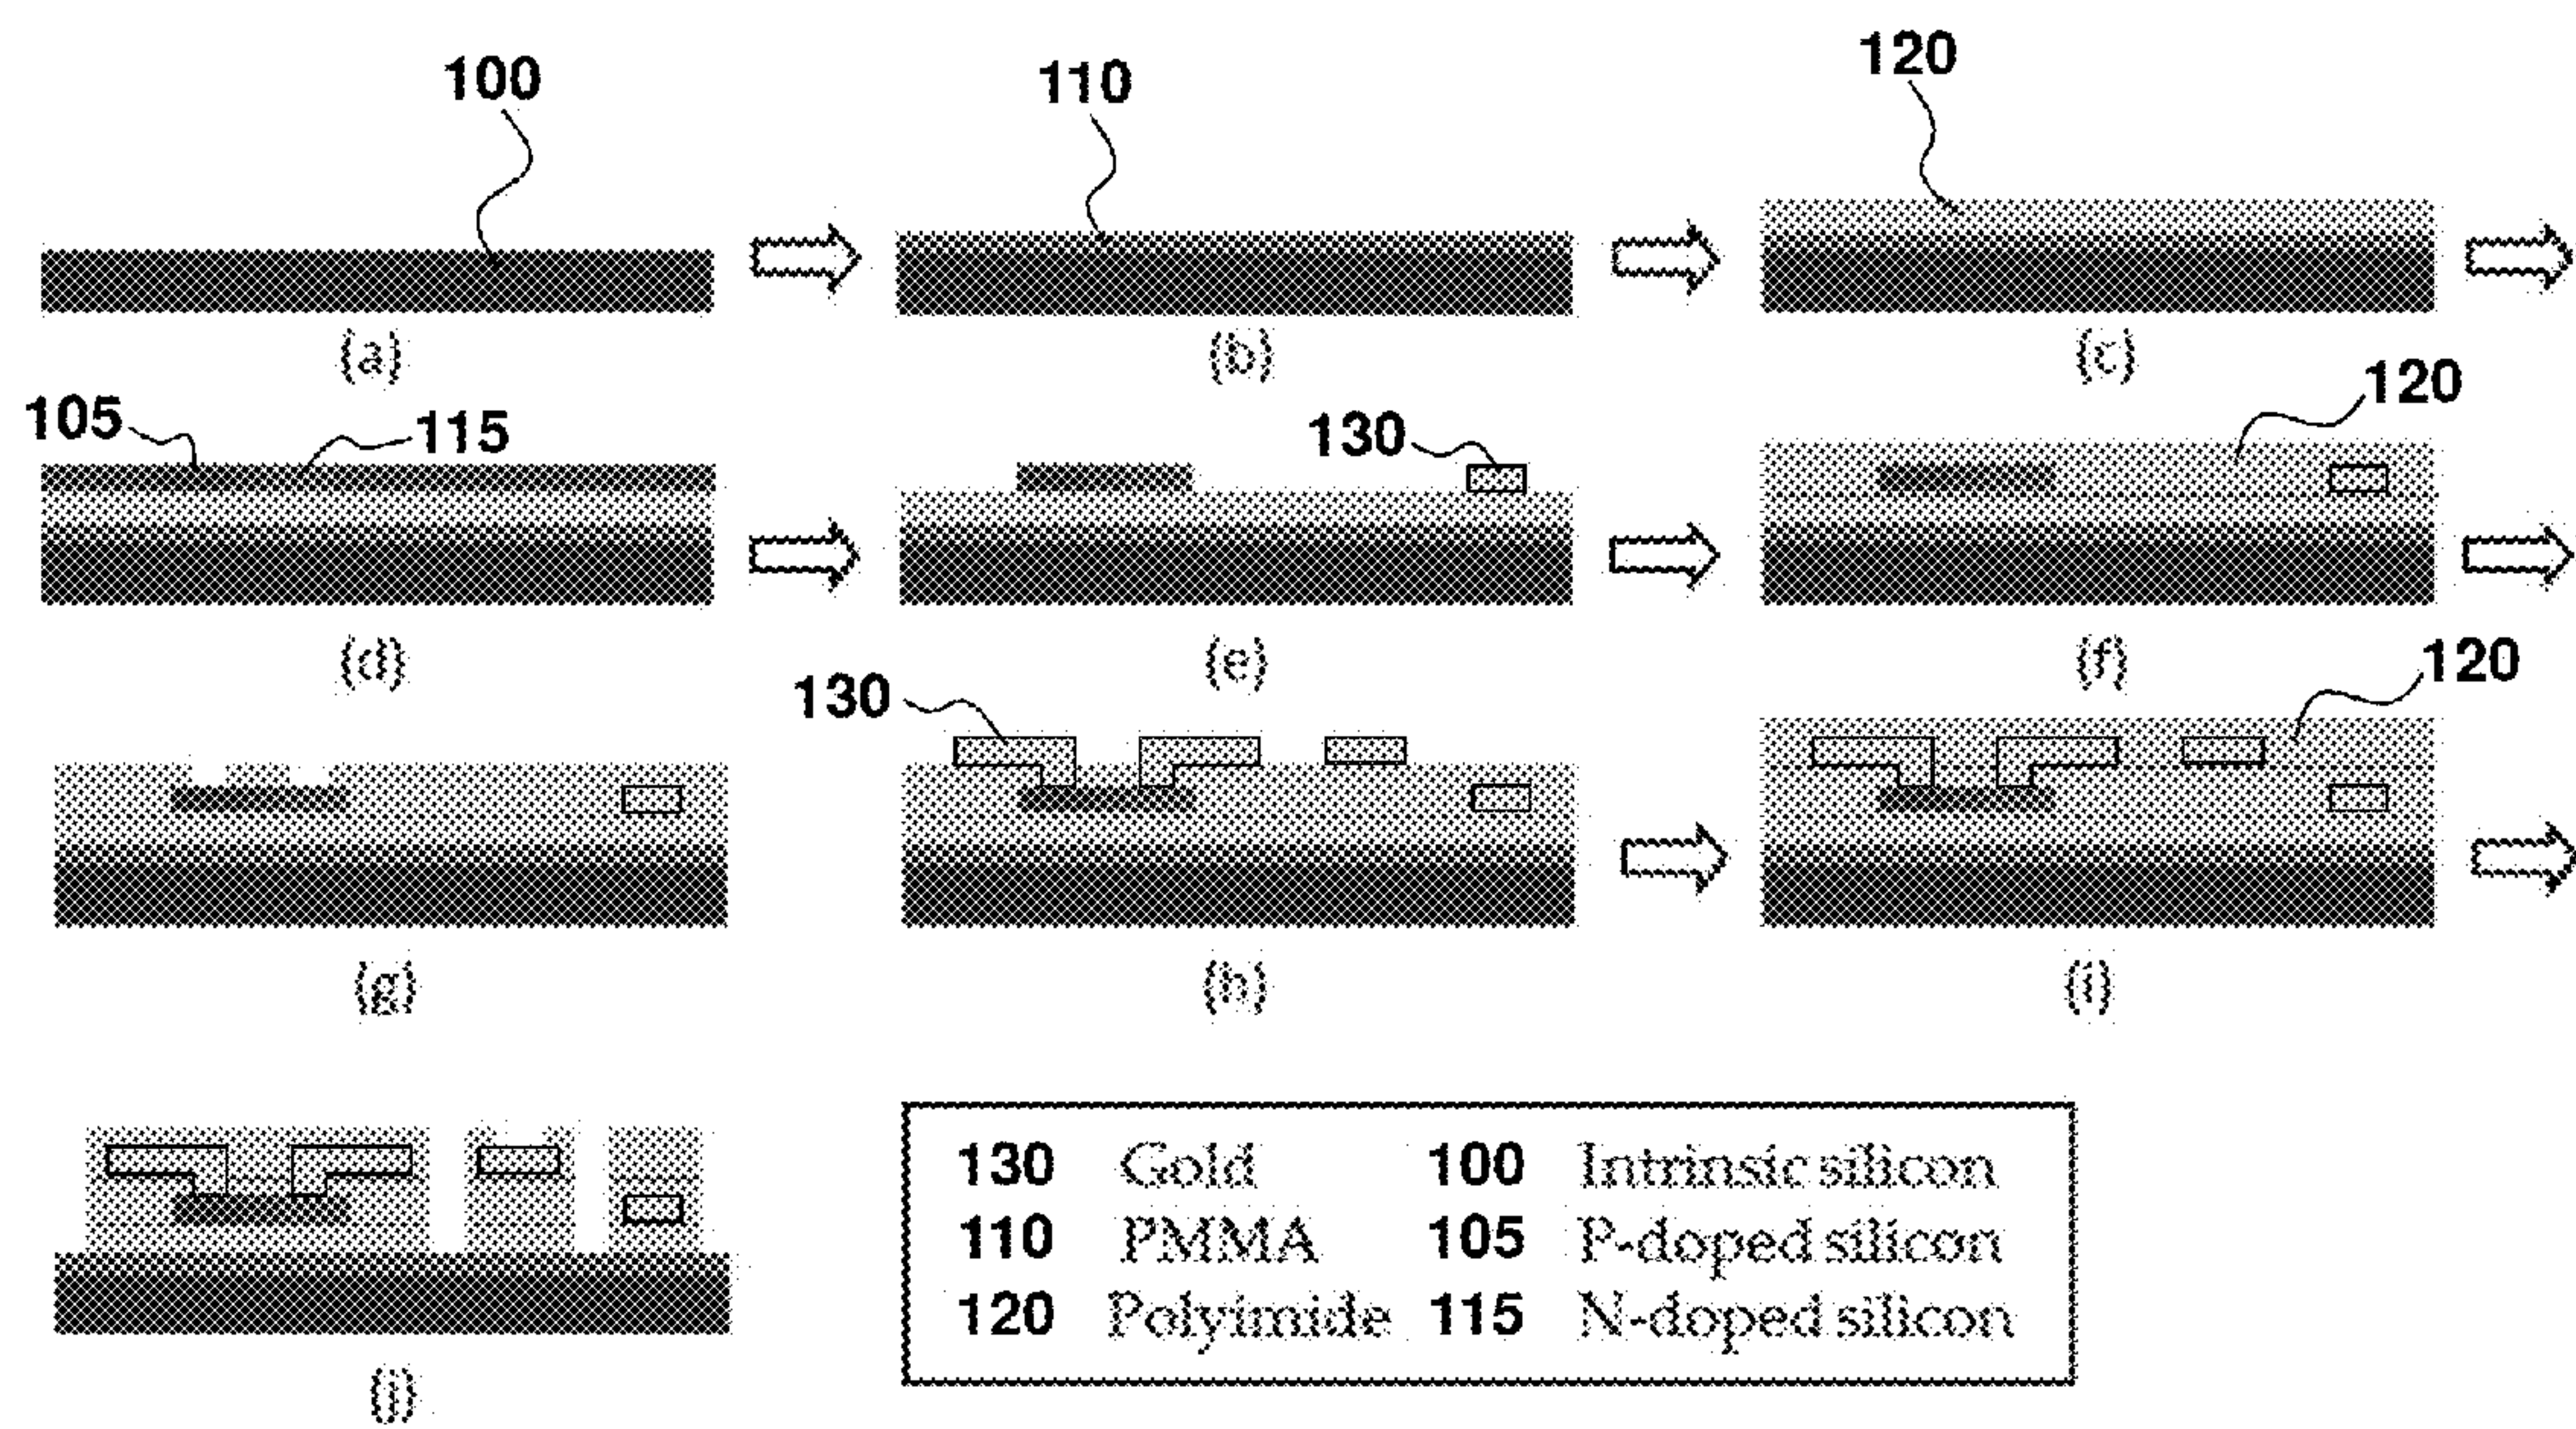 100
110
120
(a)
(b)
(c)
105
115
130
120
(d)
(e)
(f)
130
120
(g)
(h)
(i)
(j)
130 Gold 100 Intrinsic silicon
110 PMMA 105 P-doped silicon
120 Polyimide 115 N-doped silicon